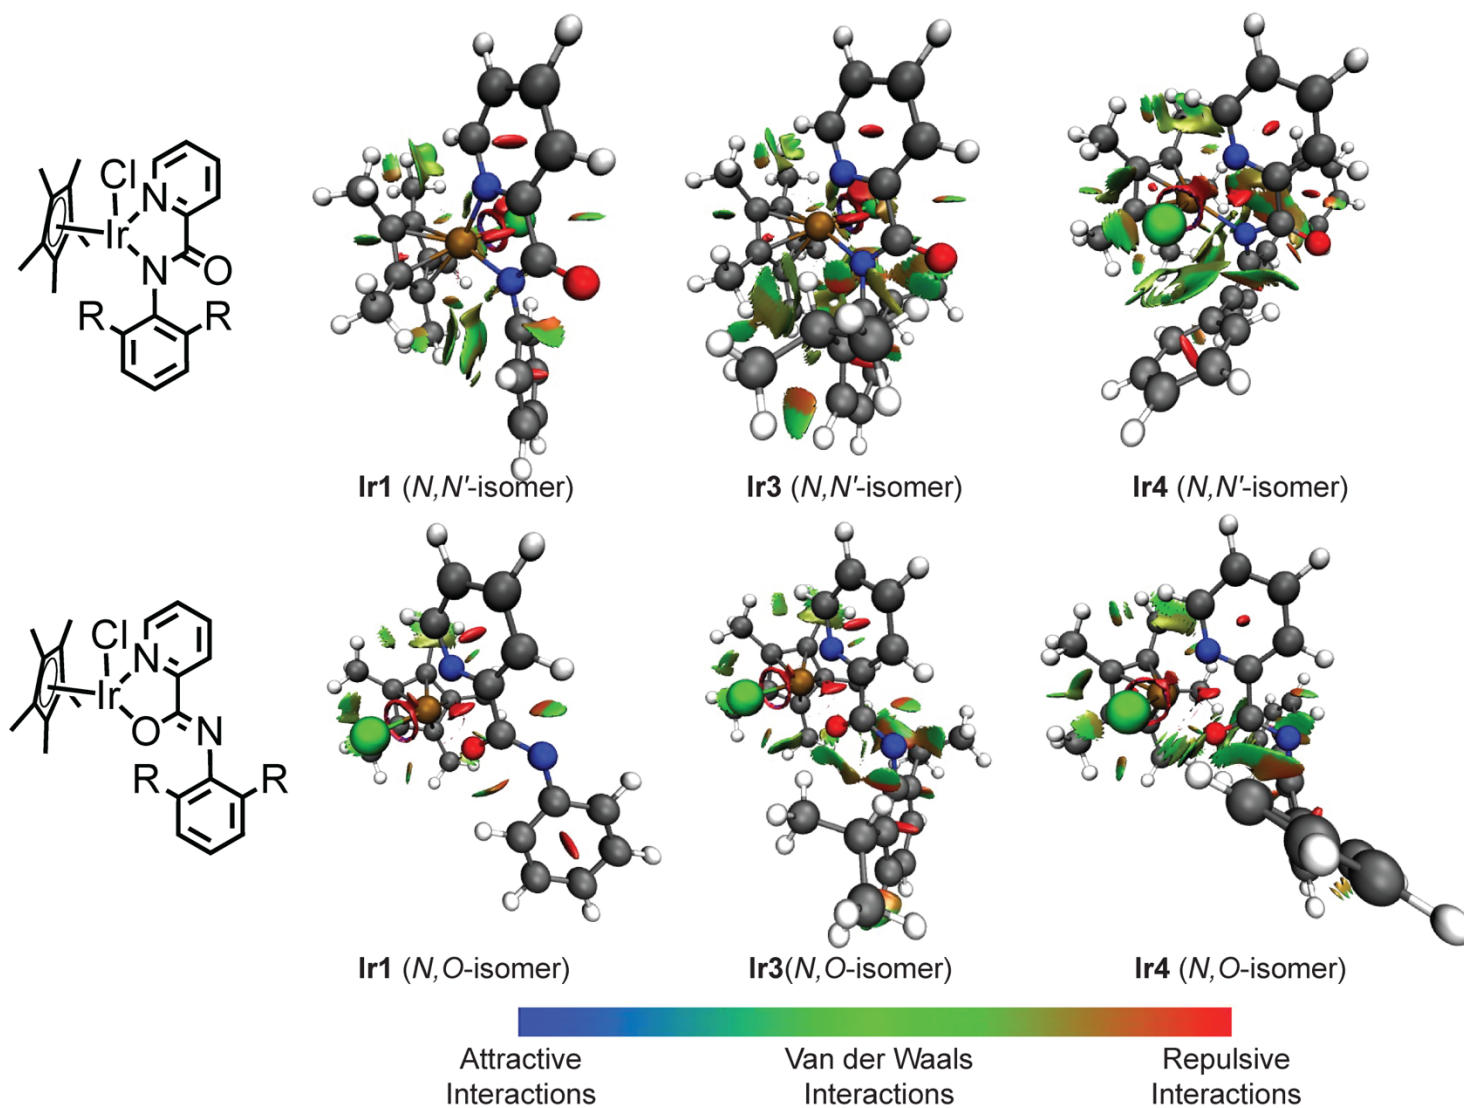 Cl
N
Ir
N
O
R
R
Ir1 (N,N'-isomer)
Ir3 (N,N'-isomer)
Ir4 (N,N'-isomer)
Cl
N
Ir
O
N
R
R
Ir1 (N,O-isomer)
Ir3(N,O-isomer)
Ir4 (N,O-isomer)
Attractive
Interactions
Van der Waals
Interactions
Repulsive
Interactions